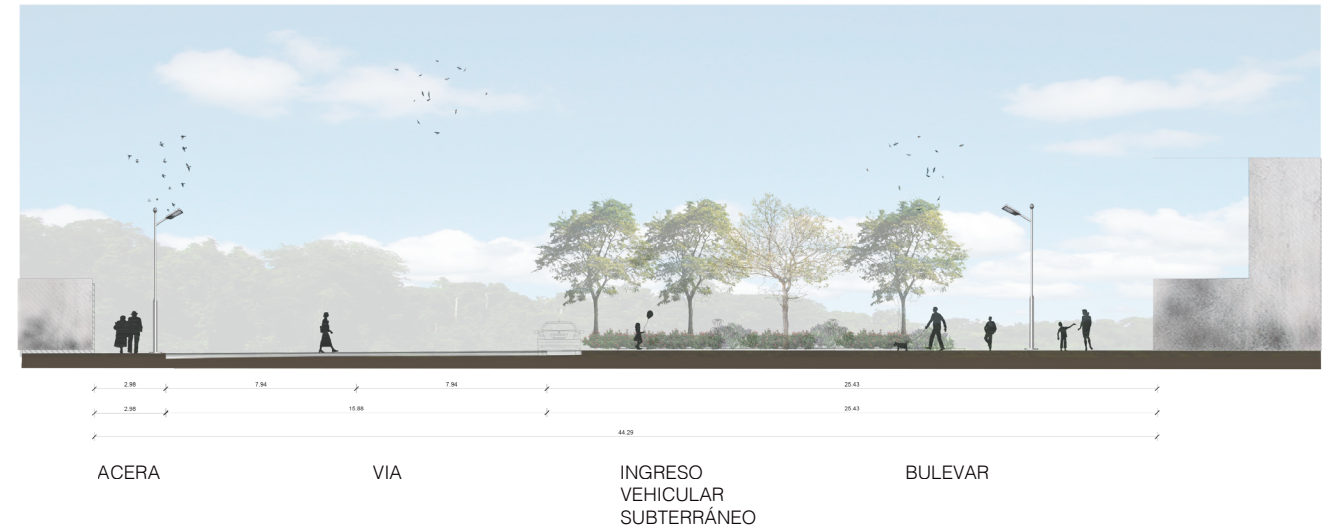 2.98 7.94 7.94 25.43
2.98 15.88 25.43
44.29
ACERA
VIA
INGRESO
VEHICULAR
SUBTERRÁNEO
BULEVAR